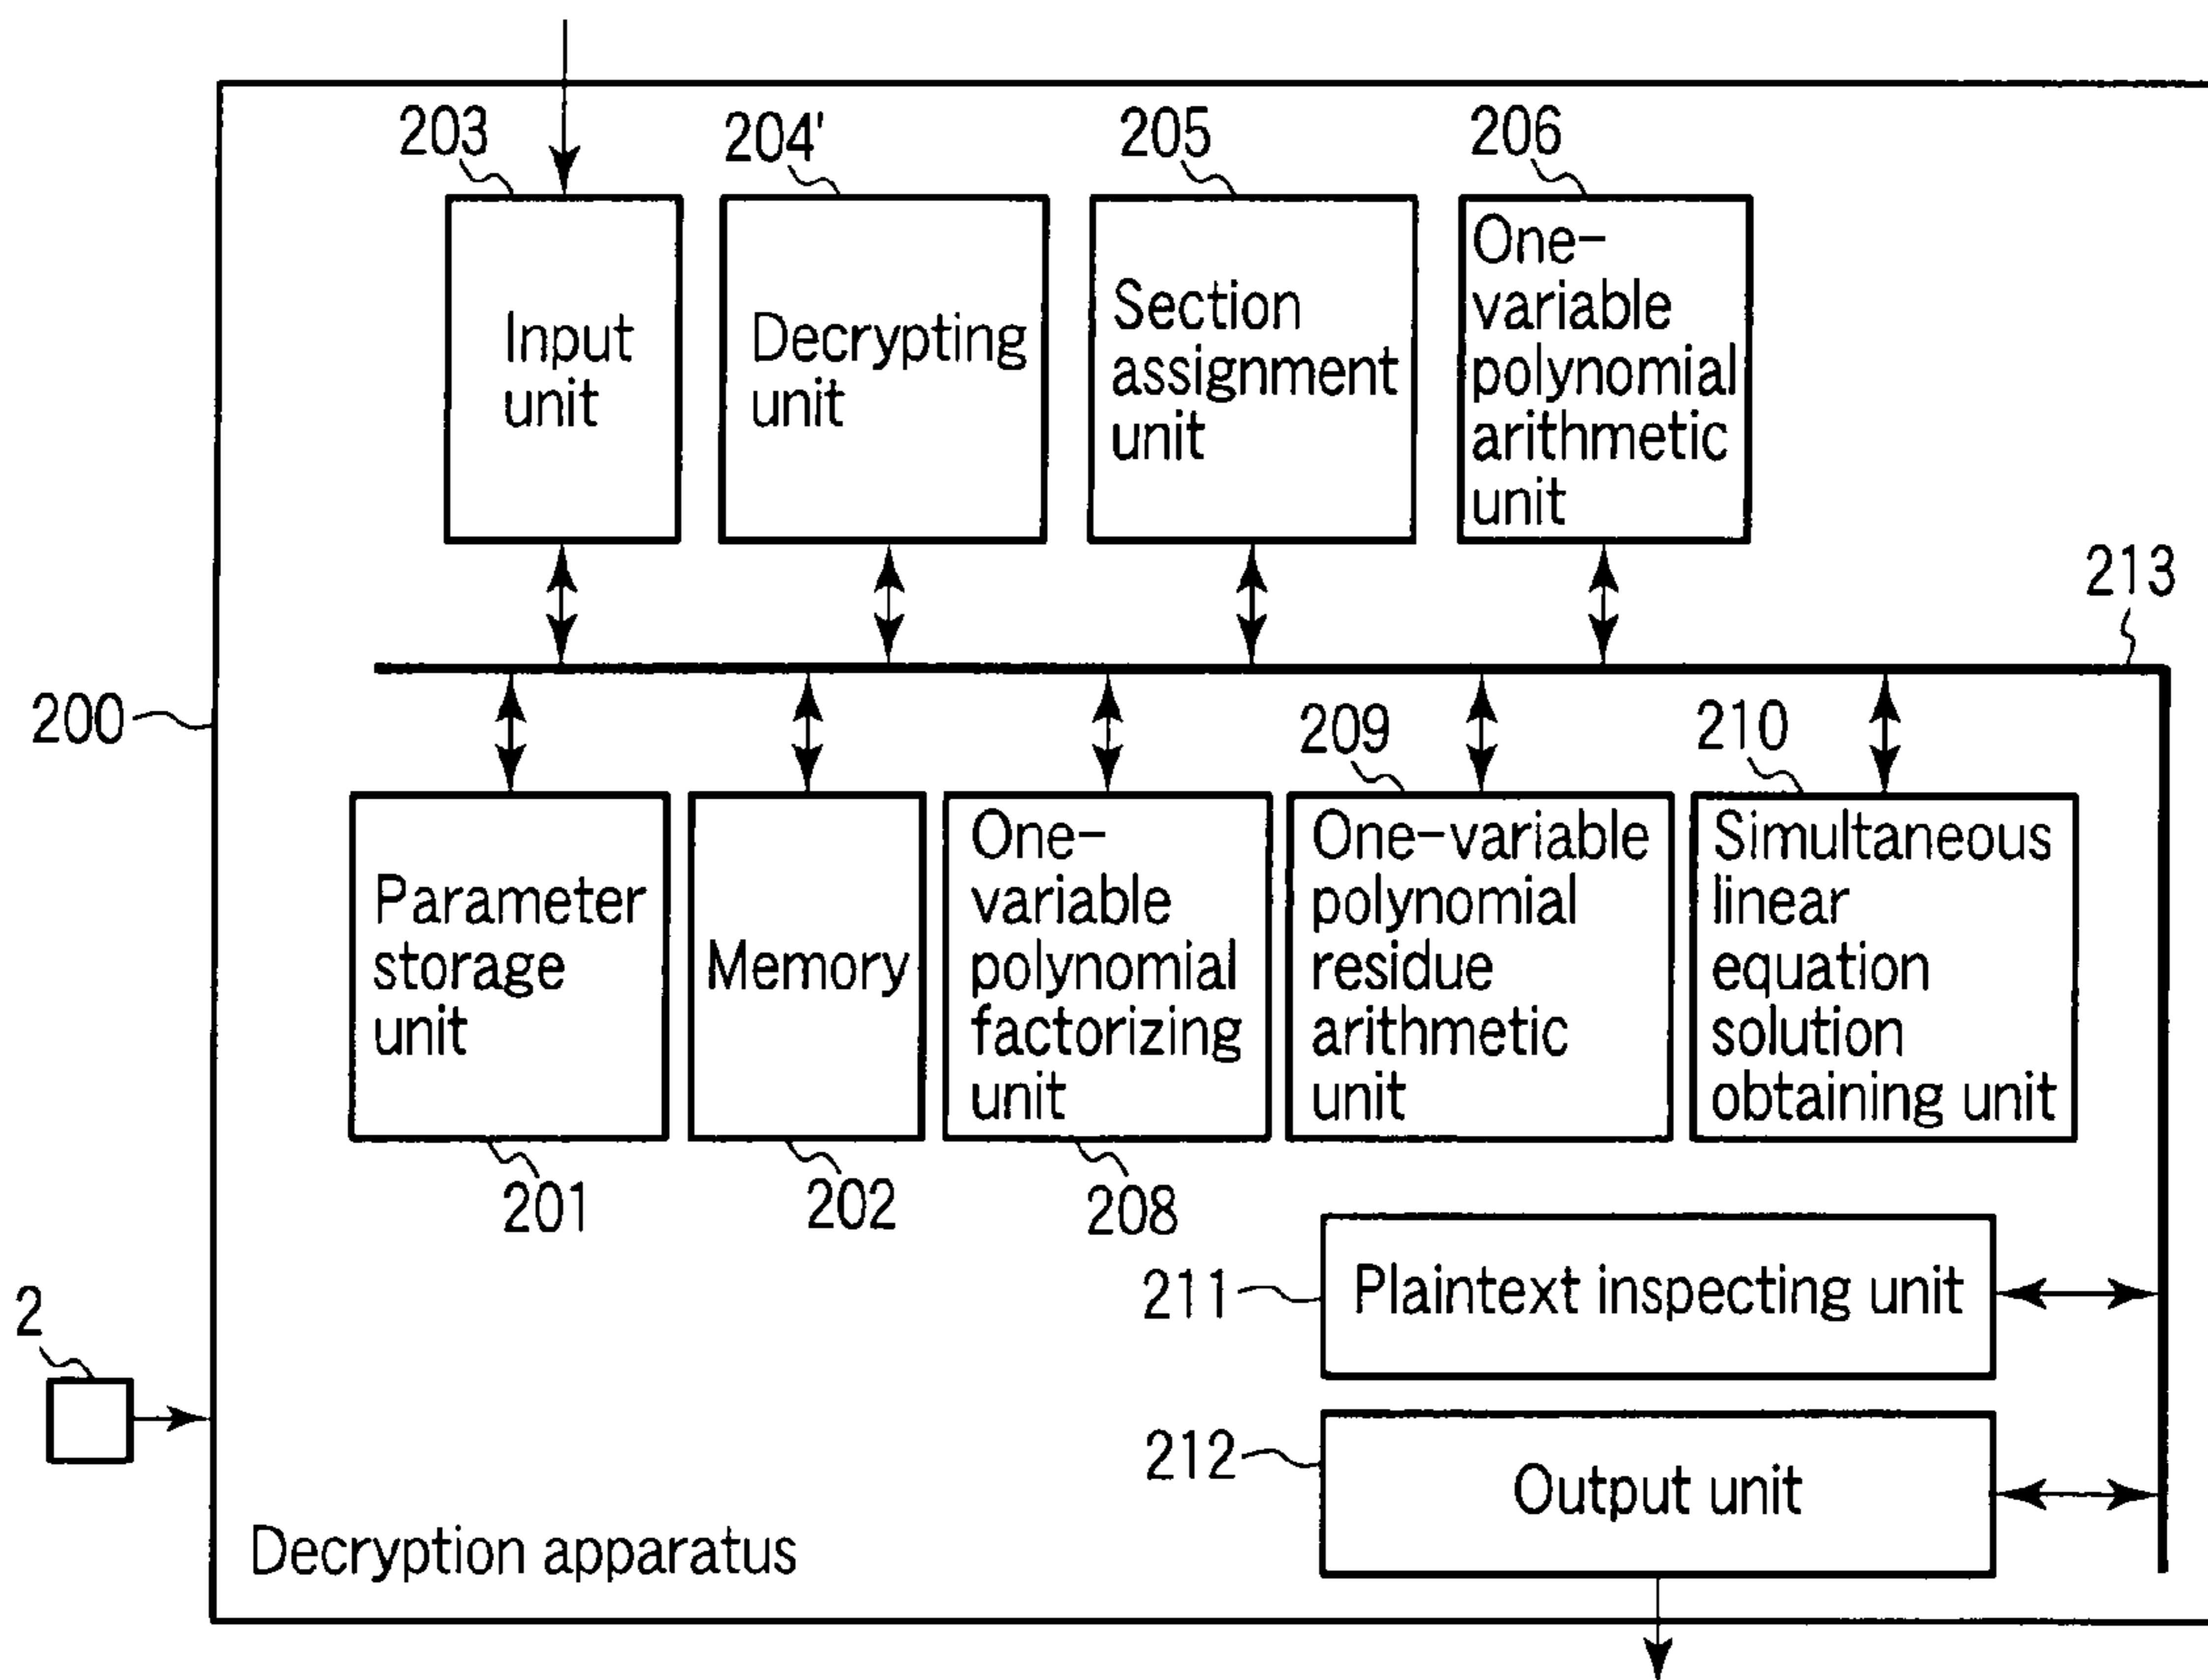 203
204'
205
206
Input
unit
Decrypting
unit
Section
assignment
unit
One-
variable
polynomial
arithmetic
unit
213
200
209
210
Parameter
storage
unit
Memory
One-
variable
polynomial
factorizing
unit
One-variable
polynomial
residue
arithmetic
unit
Simultaneous
linear
equation
solution
obtaining unit
201
202
208
211
Plaintext inspecting unit
2
212
Output unit
Decryption apparatus